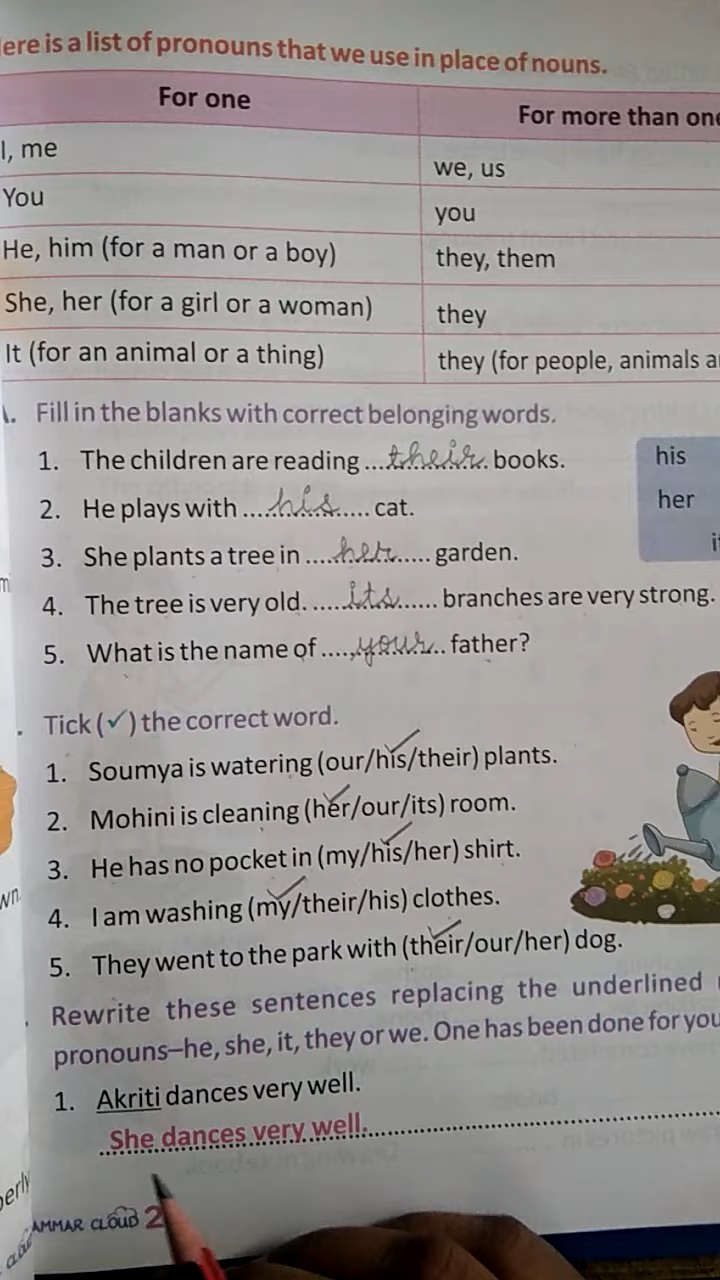 ere is a list of pronouns that we use in place of nouns.
For one For more than one
I, me we, us
You you
He, him (for a man or a boy) they, them
She, her (for a girl or a woman) they
It (for an animal or a thing) they (for people, animals a
Fill in the blanks with correct belonging words.
1. The children are reading ...their.. books. his
2. He plays with ....his..... cat. her
3. She plants a tree in ....her..... garden.
4. The tree is very old. .....its...... branches are very strong.
5. What is the name of ....your.. father?
Tick (✓) the correct word.
1. Soumya is watering (our/his/their) plants.
2. Mohini is cleaning (her/our/its) room.
3. He has no pocket in (my/his/her) shirt.
4. I am washing (my/their/his) clothes.
5. They went to the park with (their/our/her) dog.
Rewrite these sentences replacing the underlined
pronouns–he, she, it, they or we. One has been done for you
1. Akriti dances very well.
She dances very well.
AMMAR CLOUD 2